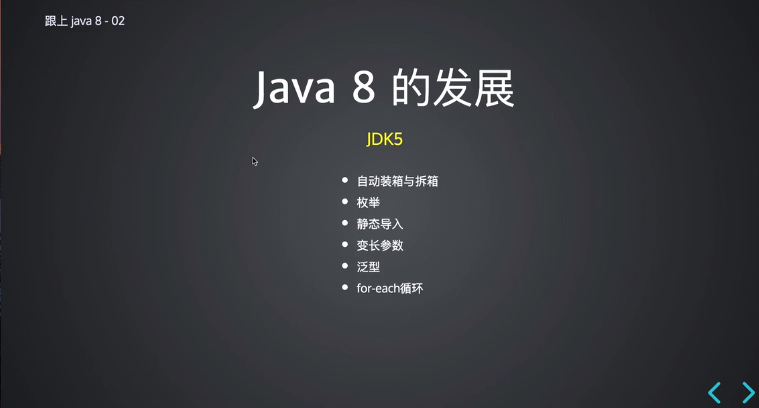 跟上 java 8 - 02
Java 8 的发展
JDK5
自动装箱与拆箱
枚举
静态导入
变长参数
泛型
for-each循环